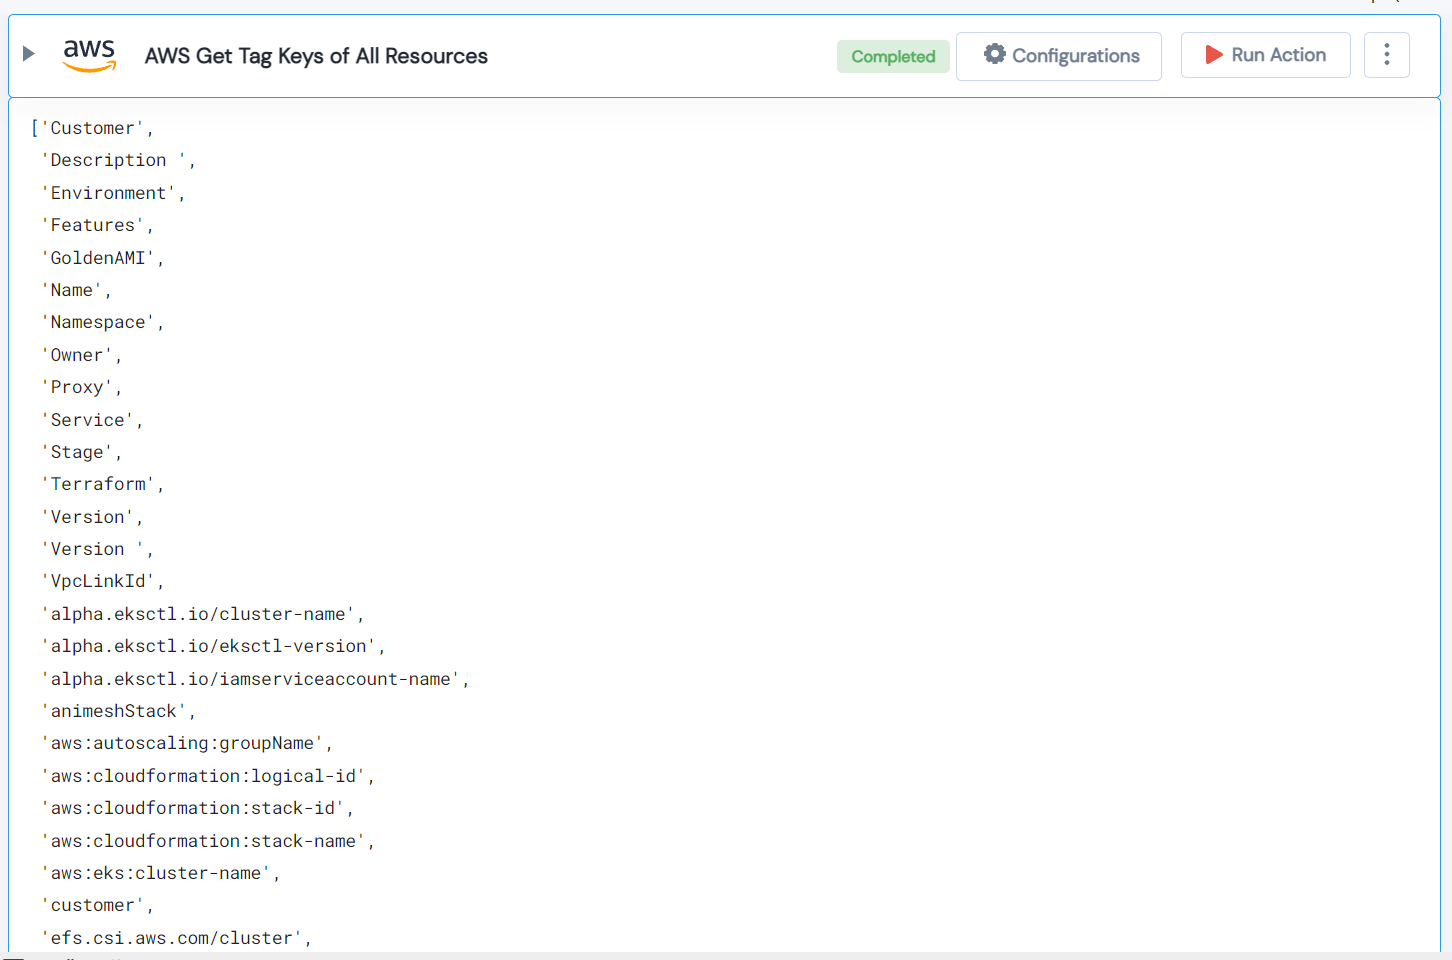 aws AWS Get Tag Keys of All Resources Completed Configurations Run Action
['Customer',
'Description ',
'Environment',
'Features',
'GoldenAMI',
'Name',
'Namespace',
'Owner',
'Proxy',
'Service',
'Stage',
'Terraform',
'Version',
'Version ',
'VpcLinkId',
'alpha.eksctl.io/cluster-name',
'alpha.eksctl.io/eksctl-version',
'alpha.eksctl.io/iamserviceaccount-name',
'animeshStack',
'aws:autoscaling:groupName',
'aws:cloudformation:logical-id',
'aws:cloudformation:stack-id',
'aws:cloudformation:stack-name',
'aws:eks:cluster-name',
'customer',
'efs.csi.aws.com/cluster',